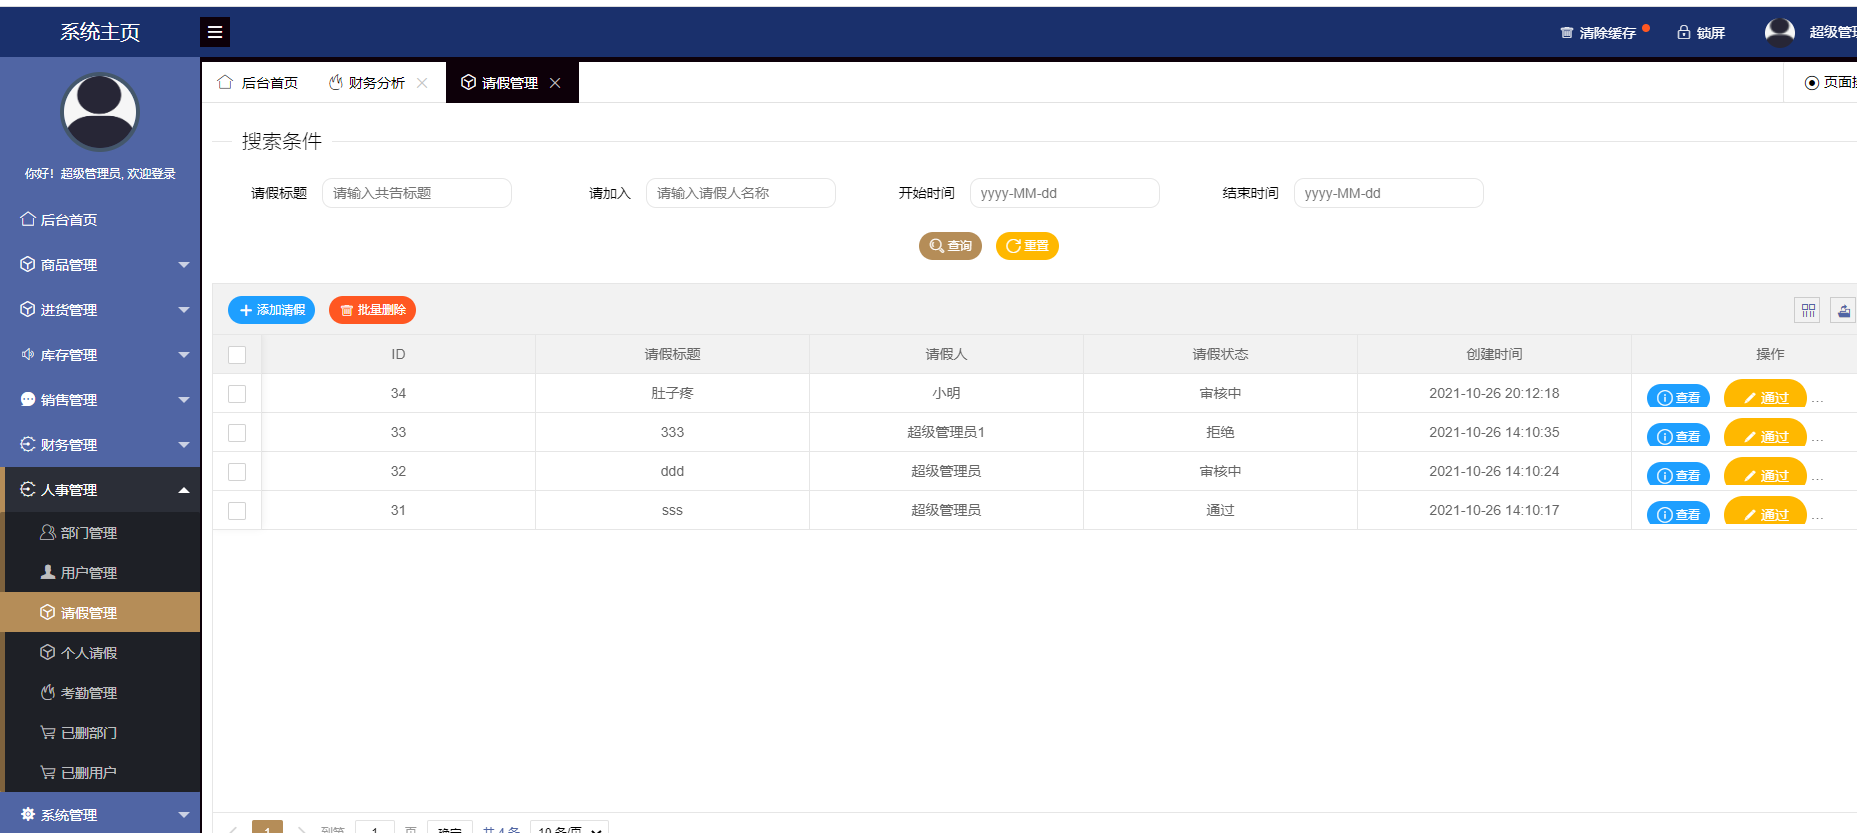 系统主页
清除缓存
锁屏
超级管
后台首页
财务分析
请假管理
页面
你好！超级管理员, 欢迎登录
后台首页
商品管理
进货管理
库存管理
销售管理
财务管理
人事管理
部门管理
用户管理
请假管理
个人请假
考勤管理
已删部门
已删用户
系统管理
搜索条件
请假标题 请输入共告标题 请加入 请输入请假人名称 开始时间 yyyy-MM-dd 结束时间 yyyy-MM-dd
查询 重置
添加请假 批量删除
ID 请假标题 请假人 请假状态 创建时间 操作
34 肚子疼 小明 审核中 2021-10-26 20:12:18 查看 通过 ...
33 333 超级管理员1 拒绝 2021-10-26 14:10:35 查看 通过 ...
32 ddd 超级管理员 审核中 2021-10-26 14:10:24 查看 通过 ...
31 sss 超级管理员 通过 2021-10-26 14:10:17 查看 通过 ...
1 到第 1 页 确定 共 4 条 10 条/页